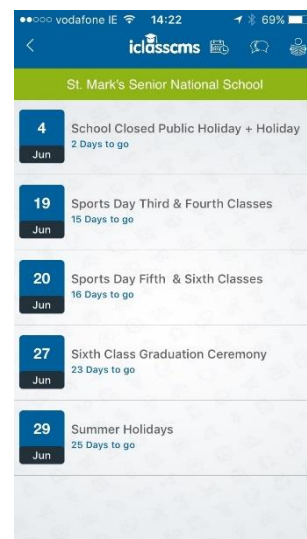 vodafone IE 14:22 69%
iclasscms
St. Mark's Senior National School
4 School Closed Public Holiday + Holiday
Jun 2 Days to go
19 Sports Day Third & Fourth Classes
Jun 15 Days to go
20 Sports Day Fifth & Sixth Classes
Jun 16 Days to go
27 Sixth Class Graduation Ceremony
Jun 23 Days to go
29 Summer Holidays
Jun 25 Days to go